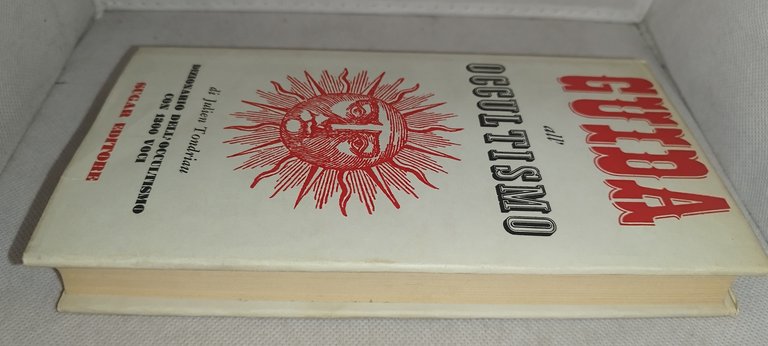 GUIDA
all'
OCCULTISMO
di Julien Tondriau
DIZIONARIO DELL'OCCULTISMO
CON 1800 VOCI
SUGAR EDITORE